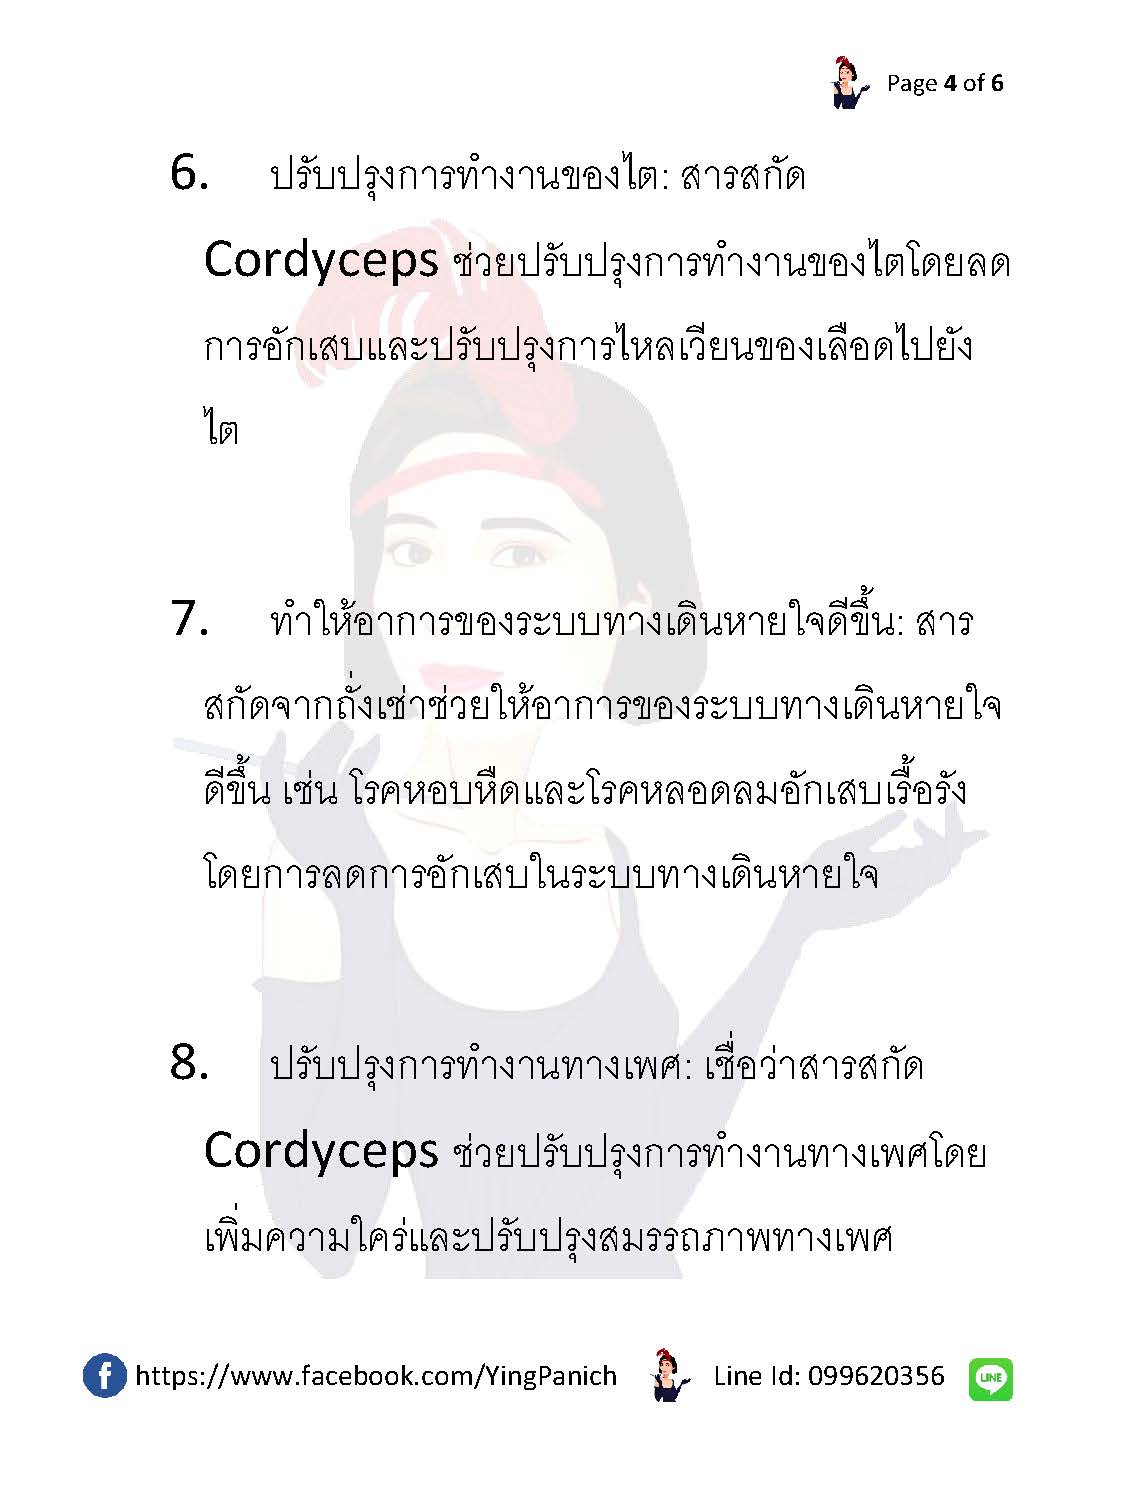 Page 4 of 6
6. ปรับปรุงการทำงานของไต: สารสกัด
Cordyceps ช่วยปรับปรุงการทำงานของไตโดยลด
การอักเสบและปรับปรุงการไหลเวียนของเลือดไปยัง
ไต
7. ทำให้อาการของระบบทางเดินหายใจดีขึ้น: สาร
สกัดจากถั่งเช่าช่วยให้อาการของระบบทางเดินหายใจ
ดีขึ้น เช่น โรคหอบหืดและโรคหลอดลมอักเสบเรื้อรัง
โดยการลดการอักเสบในระบบทางเดินหายใจ
8. ปรับปรุงการทำงานทางเพศ: เชื่อว่าสารสกัด
Cordyceps ช่วยปรับปรุงการทำงานทางเพศโดย
เพิ่มความใคร่และปรับปรุงสมรรถภาพทางเพศ
https://www.facebook.com/YingPanich Line Id: 099620356 LINE